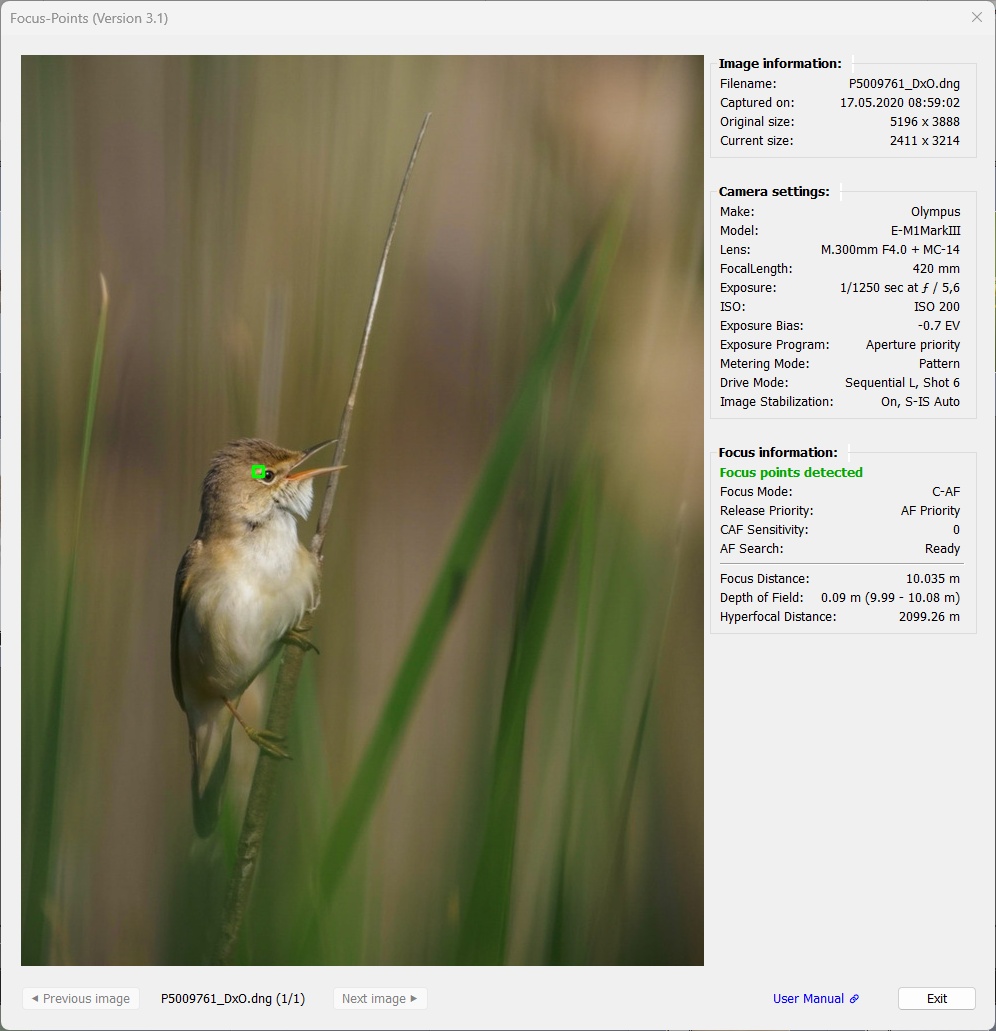 Focus-Points (Version 3.1)
Image information:
Filename: P5009761_DxO.dng
Captured on: 17.05.2020 08:59:02
Original size: 5196 x 3888
Current size: 2411 x 3214
Camera settings:
Make: Olympus
Model: E-M1MarkIII
Lens: M.300mm F4.0 + MC-14
FocalLength: 420 mm
Exposure: 1/1250 sec at ƒ / 5,6
ISO: ISO 200
Exposure Bias: -0.7 EV
Exposure Program: Aperture priority
Metering Mode: Pattern
Drive Mode: Sequential L, Shot 6
Image Stabilization: On, S-IS Auto
Focus information:
Focus points detected
Focus Mode: C-AF
Release Priority: AF Priority
CAF Sensitivity: 0
AF Search: Ready
Focus Distance: 10.035 m
Depth of Field: 0.09 m (9.99 - 10.08 m)
Hyperfocal Distance: 2099.26 m
Previous image P5009761_DxO.dng (1/1) Next image User Manual Exit